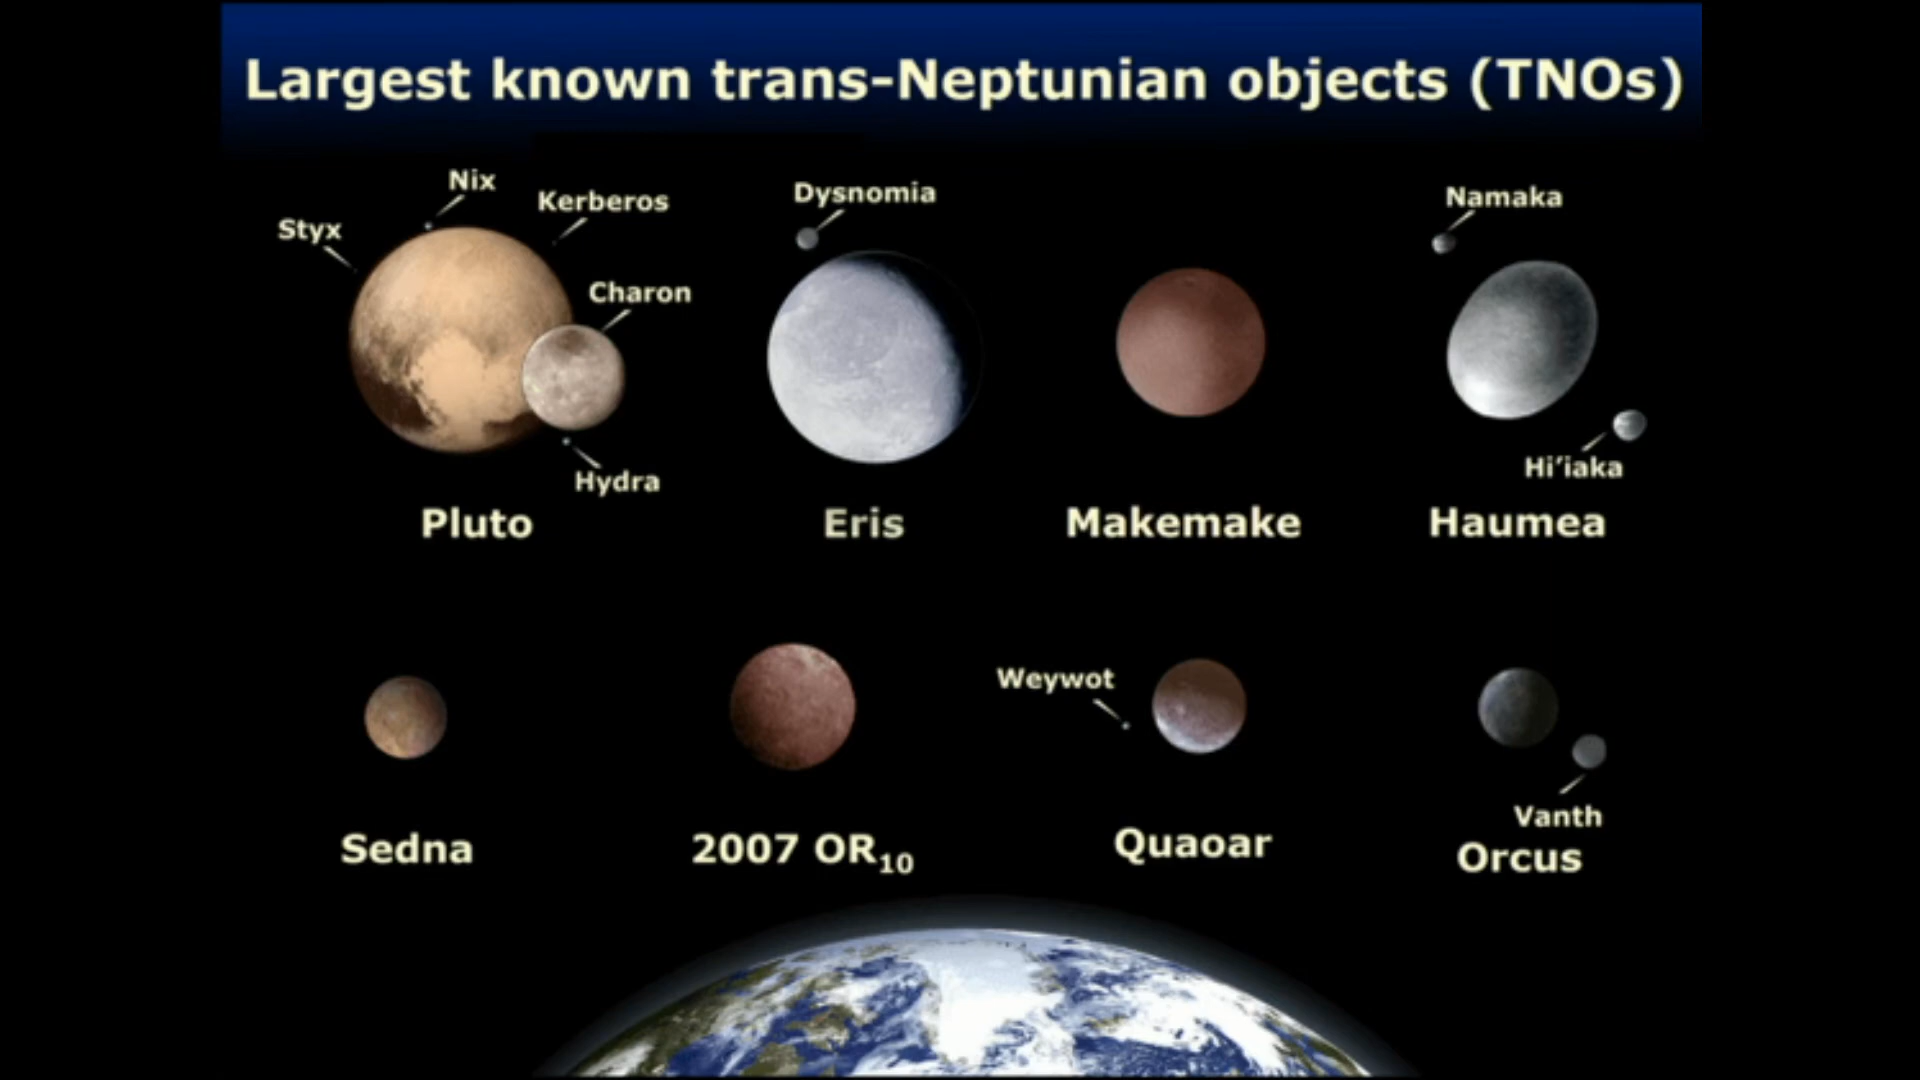 Largest known trans-Neptunian objects (TNOs)
Nix
Kerberos
Styx
Charon
Hydra
Pluto
Dysnomia
Eris
Makemake
Namaka
Hi’iaka
Haumea
Sedna
2007 OR₁₀
Weywot
Quaoar
Vanth
Orcus